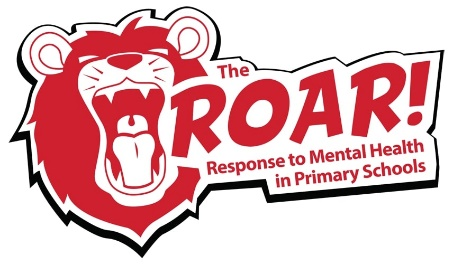 The
ROAR!
Response to Mental Health
in Primary Schools